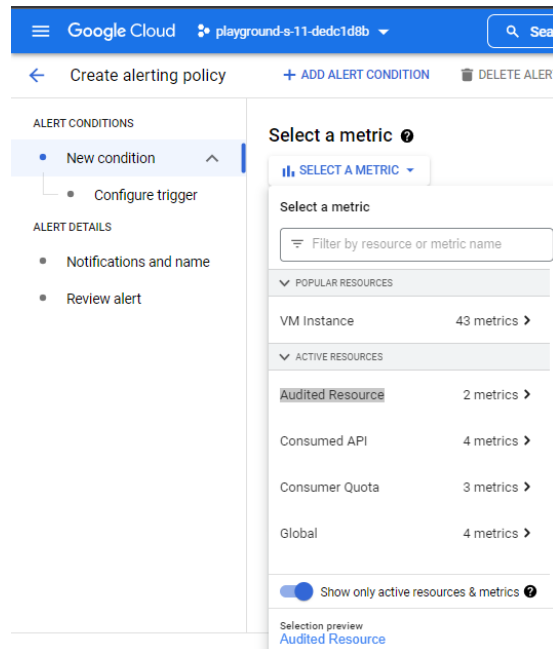 Google Cloud playground-s-11-dedc1d8b Sea
Create alerting policy + ADD ALERT CONDITION DELETE ALER
ALERT CONDITIONS
New condition
Configure trigger
ALERT DETAILS
Notifications and name
Review alert
Select a metric ?
SELECT A METRIC
Select a metric
Filter by resource or metric name
POPULAR RESOURCES
VM Instance 43 metrics
ACTIVE RESOURCES
Audited Resource 2 metrics
Consumed API 4 metrics
Consumer Quota 3 metrics
Global 4 metrics
Show only active resources & metrics ?
Selection preview
Audited Resource